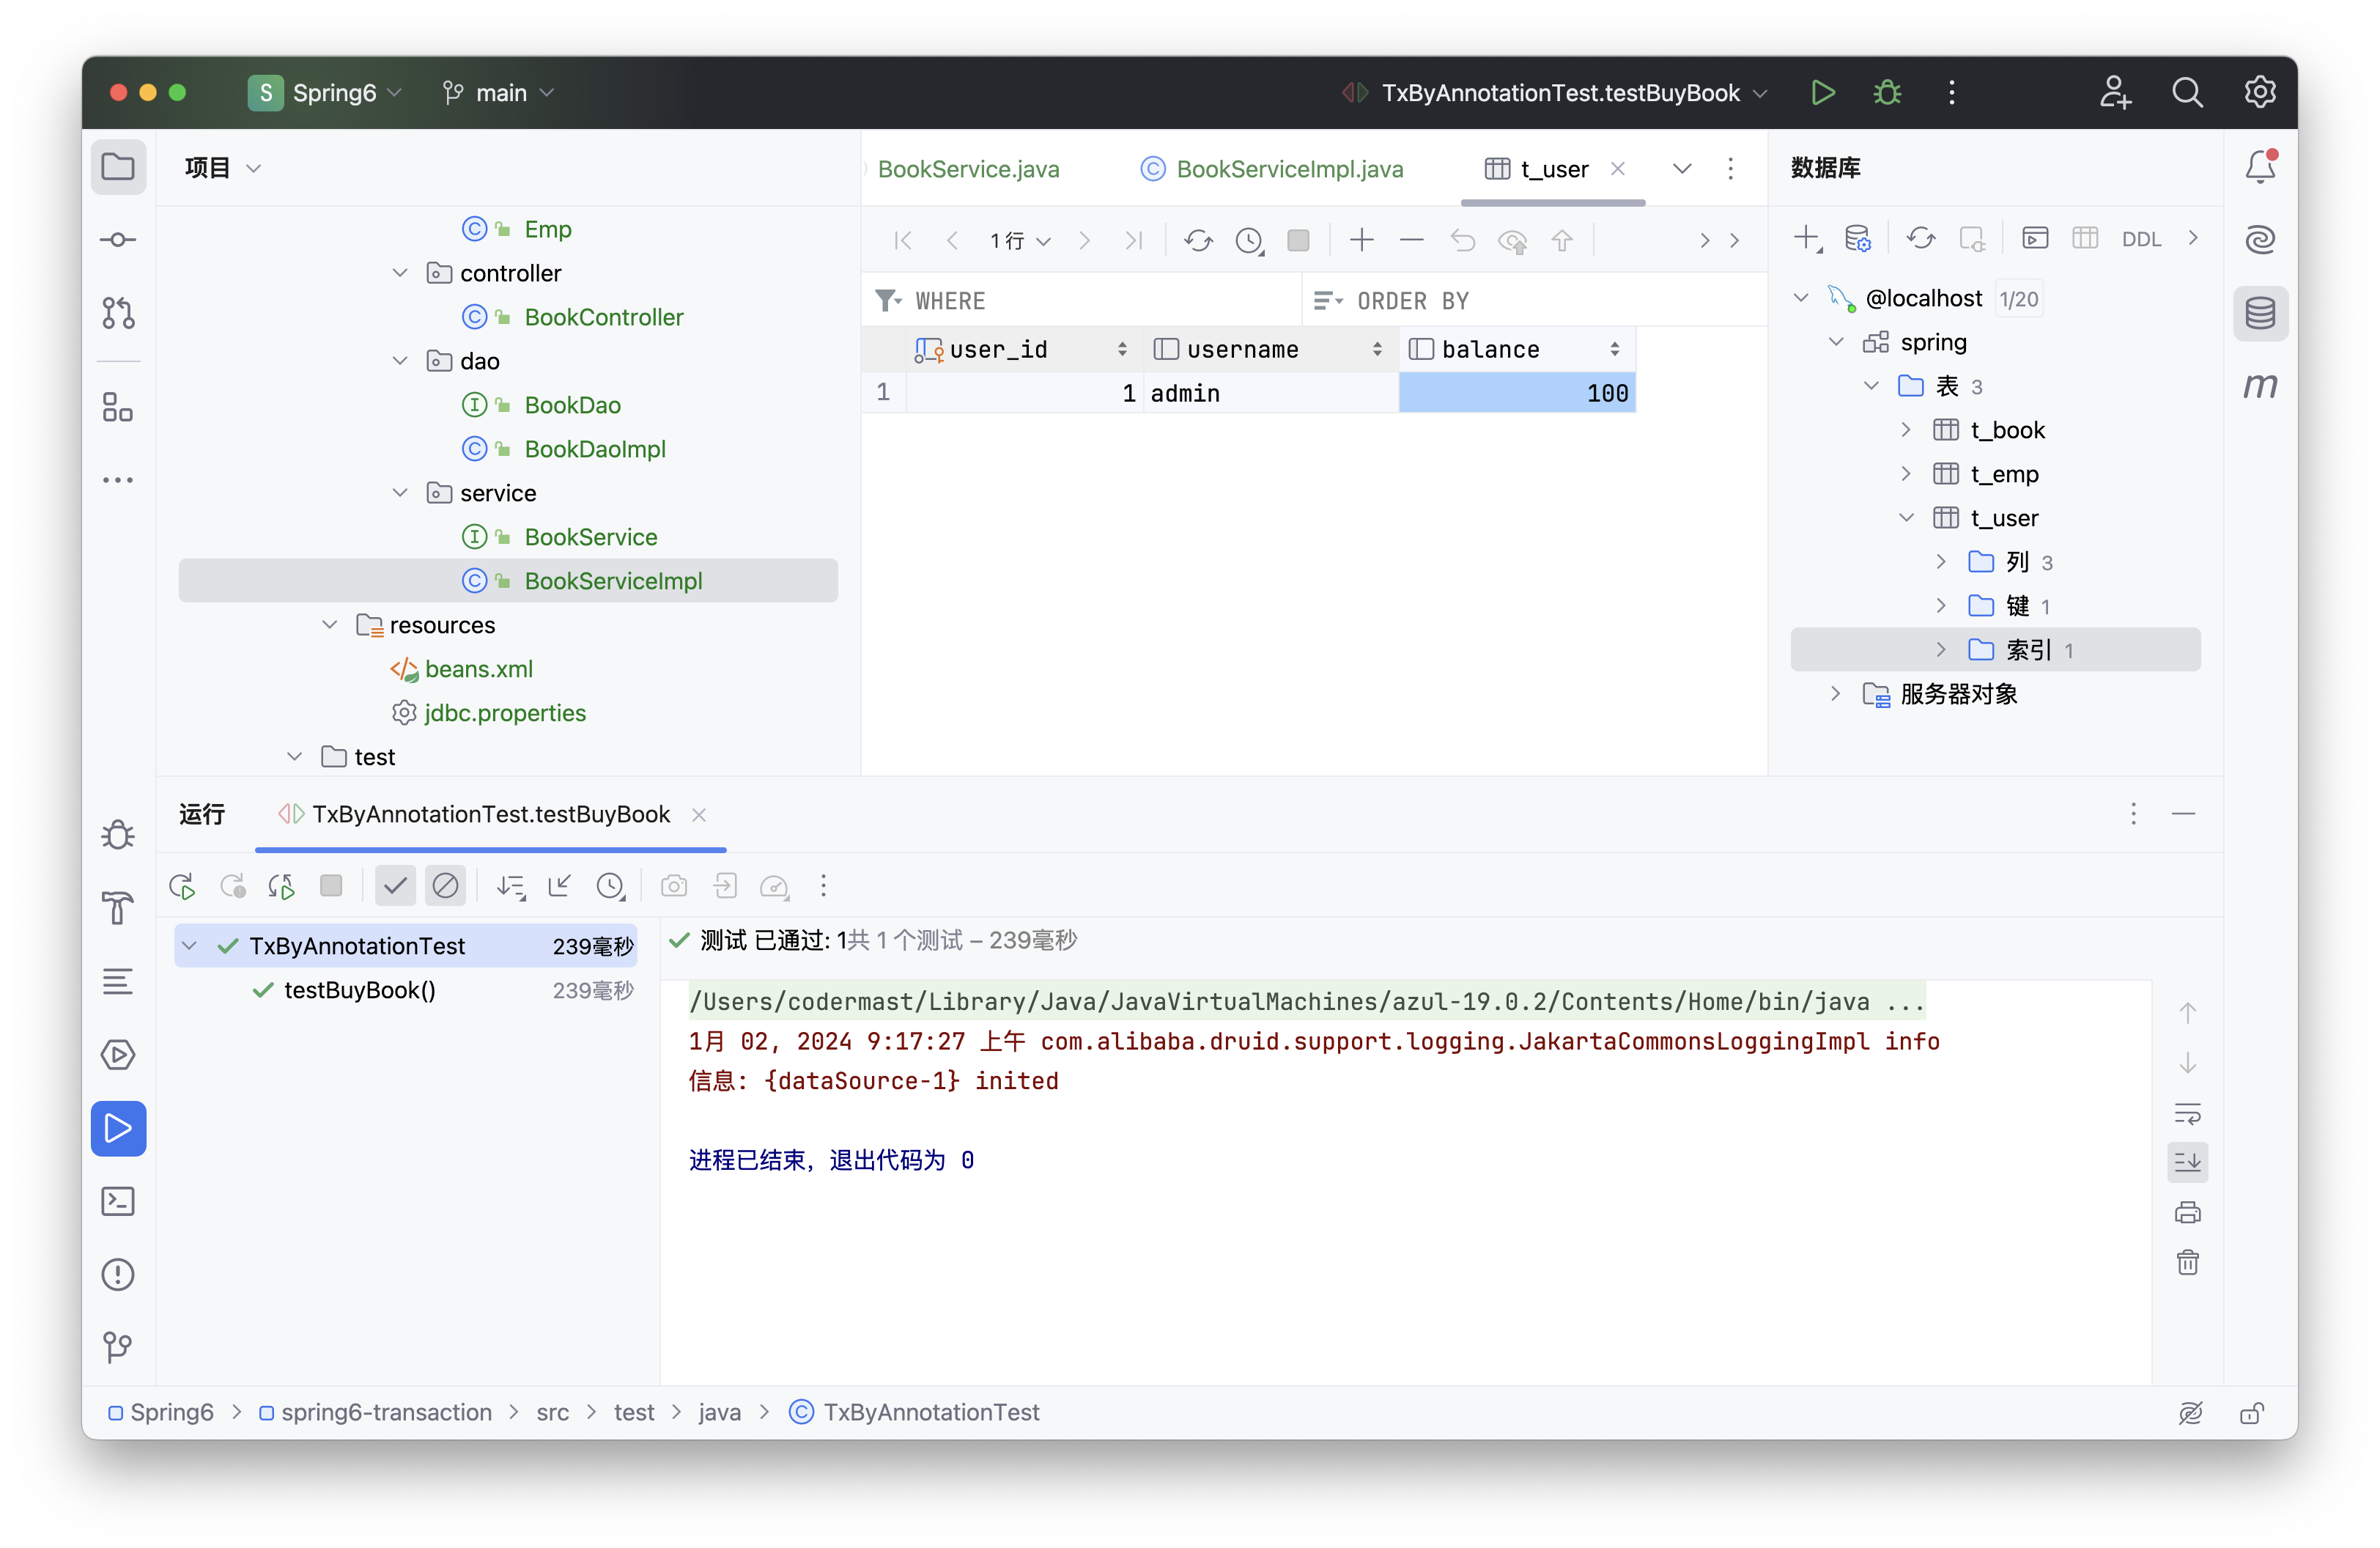 S Spring6 main TxByAnnotationTest.testBuyBook
项目
Emp
controller
BookController
dao
BookDao
BookDaoImpl
service
BookService
BookServiceImpl
resources
beans.xml
jdbc.properties
test
BookService.java BookServiceImpl.java t_user
1 行
WHERE ORDER BY
user_id username balance
1 1 admin 100
数据库
DDL
@localhost 1/20
spring
表 3
t_book
t_emp
t_user
列 3
键 1
索引 1
服务器对象
m
运行 TxByAnnotationTest.testBuyBook
TxByAnnotationTest 239毫秒
testBuyBook() 239毫秒
测试 已通过: 1共 1 个测试 – 239毫秒
/Users/codermast/Library/Java/JavaVirtualMachines/azul-19.0.2/Contents/Home/bin/java ...
1月 02, 2024 9:17:27 上午 com.alibaba.druid.support.logging.JakartaCommonsLoggingImpl info
信息: {dataSource-1} inited
进程已结束，退出代码为 0
Spring6 > spring6-transaction > src > test > java > TxByAnnotationTest